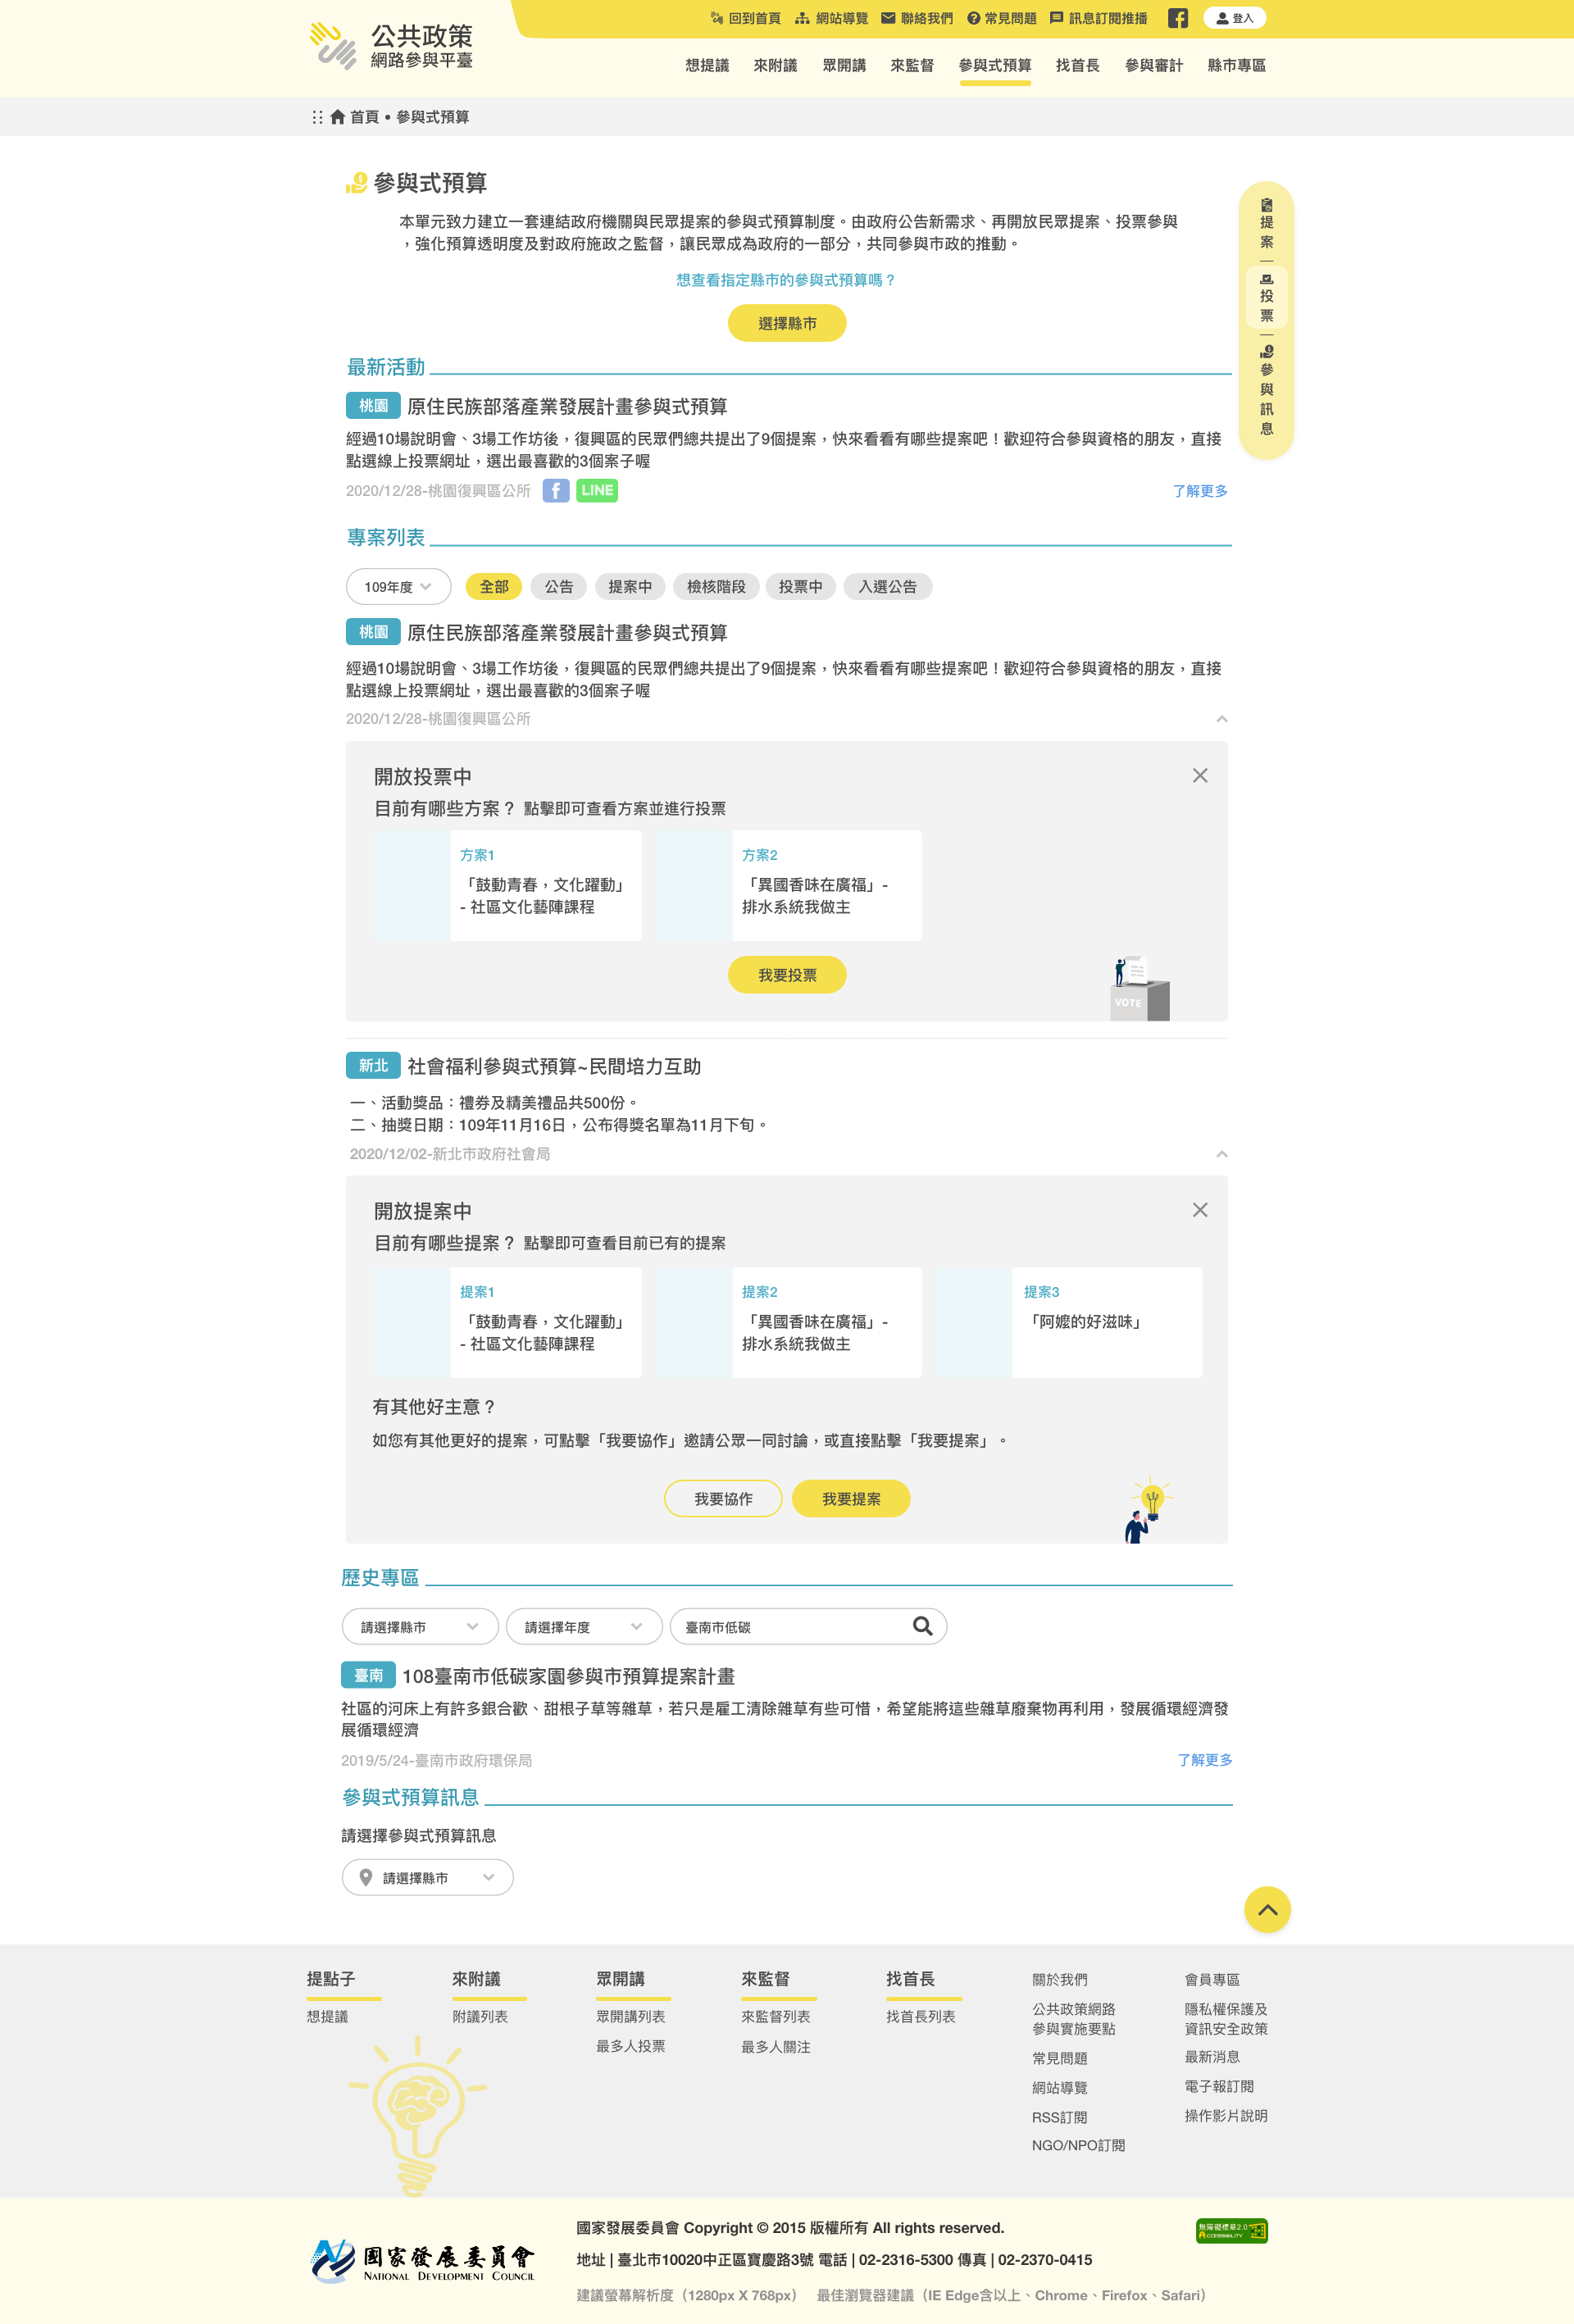 公共政策
網路參與平臺
回到首頁 網站導覽 聯絡我們 常見問題 訊息訂閱推播 登入
想提議 來附議 眾開講 來監督 參與式預算 找首長 參與審計 縣市專區
首頁 • 參與式預算
參與式預算
本單元致力建立一套連結政府機關與民眾提案的參與式預算制度。由政府公告新需求、再開放民眾提案、投票參與
，強化預算透明度及對政府施政之監督，讓民眾成為政府的一部分，共同參與市政的推動。
想查看指定縣市的參與式預算嗎？
選擇縣市
提案
投票
參與訊息
最新活動
桃園 原住民族部落產業發展計畫參與式預算
經過10場說明會、3場工作坊後，復興區的民眾們總共提出了9個提案，快來看看有哪些提案吧！歡迎符合參與資格的朋友，直接
點選線上投票網址，選出最喜歡的3個案子喔
2020/12/28-桃園復興區公所 f LINE 了解更多
專案列表
109年度 全部 公告 提案中 檢核階段 投票中 入選公告
桃園 原住民族部落產業發展計畫參與式預算
經過10場說明會、3場工作坊後，復興區的民眾們總共提出了9個提案，快來看看有哪些提案吧！歡迎符合參與資格的朋友，直接
點選線上投票網址，選出最喜歡的3個案子喔
2020/12/28-桃園復興區公所
開放投票中
目前有哪些方案？ 點擊即可查看方案並進行投票
方案1
「鼓動青春，文化躍動」
- 社區文化藝陣課程
方案2
「異國香味在廣福」-
排水系統我做主
我要投票
VOTE
新北 社會福利參與式預算~民間培力互助
一、活動獎品：禮券及精美禮品共500份。
二、抽獎日期：109年11月16日，公布得獎名單為11月下旬。
2020/12/02-新北市政府社會局
開放提案中
目前有哪些提案？ 點擊即可查看目前已有的提案
提案1
「鼓動青春，文化躍動」
- 社區文化藝陣課程
提案2
「異國香味在廣福」-
排水系統我做主
提案3
「阿嬤的好滋味」
有其他好主意？
如您有其他更好的提案，可點擊「我要協作」邀請公眾一同討論，或直接點擊「我要提案」。
我要協作 我要提案
歷史專區
請選擇縣市 請選擇年度 臺南市低碳
臺南 108臺南市低碳家園參與市預算提案計畫
社區的河床上有許多銀合歡、甜根子草等雜草，若只是雇工清除雜草有些可惜，希望能將這些雜草廢棄物再利用，發展循環經濟發
展循環經濟
2019/5/24-臺南市政府環保局 了解更多
參與式預算訊息
請選擇參與式預算訊息
請選擇縣市
提點子
想提議
來附議
附議列表
眾開講
眾開講列表
最多人投票
來監督
來監督列表
最多人關注
找首長
找首長列表
關於我們
公共政策網路
參與實施要點
常見問題
網站導覽
RSS訂閱
NGO/NPO訂閱
會員專區
隱私權保護及
資訊安全政策
最新消息
電子報訂閱
操作影片說明
國家發展委員會
NATIONAL DEVELOPMENT COUNCIL
國家發展委員會 Copyright © 2015 版權所有 All rights reserved.
地址 | 臺北市10020中正區寶慶路3號 電話 | 02-2316-5300 傳真 | 02-2370-0415
建議螢幕解析度（1280px X 768px） 最佳瀏覽器建議（IE Edge含以上、Chrome、Firefox、Safari）
無障礙標章2.0
ACCESSIBILITY